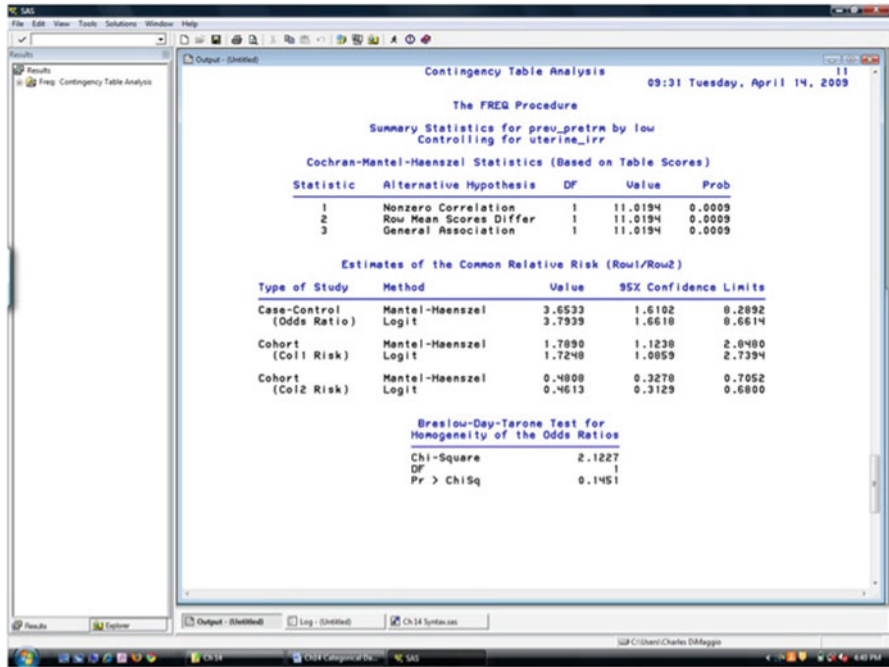 SAS
File Edit View Tools Solutions Window Help
Results
Results
Freq: Contingency Table Analysis
Output - (Untitled)
Contingency Table Analysis 11
09:31 Tuesday, April 14, 2009
The FREQ Procedure
Summary Statistics for prev_pretrm by low
Controlling for uterine_irr
Cochran-Mantel-Haenszel Statistics (Based on Table Scores)
Statistic Alternative Hypothesis DF Value Prob
1 Nonzero Correlation 1 11.0194 0.0009
2 Row Mean Scores Differ 1 11.0194 0.0009
3 General Association 1 11.0194 0.0009
Estimates of the Common Relative Risk (Row1/Row2)
Type of Study Method Value 95% Confidence Limits
Case-Control Mantel-Haenszel 3.6533 1.6102 8.2892
(Odds Ratio) Logit 3.7939 1.6618 8.6614
Cohort Mantel-Haenszel 1.7890 1.1238 2.8480
(Col1 Risk) Logit 1.7248 1.0859 2.7394
Cohort Mantel-Haenszel 0.4808 0.3278 0.7052
(Col2 Risk) Logit 0.4613 0.3129 0.6800
Breslow-Day-Tarone Test for
Homogeneity of the Odds Ratios
Chi-Square 2.1227
DF 1
Pr > ChiSq 0.1451
Results Explorer
Output - (Untitled) Log - (Untitled) Ch 14 Syntax.sas
C:\Users\Charles DiMaggio
Ch 14 Ch14 Categorical Da... SAS 4:40 PM